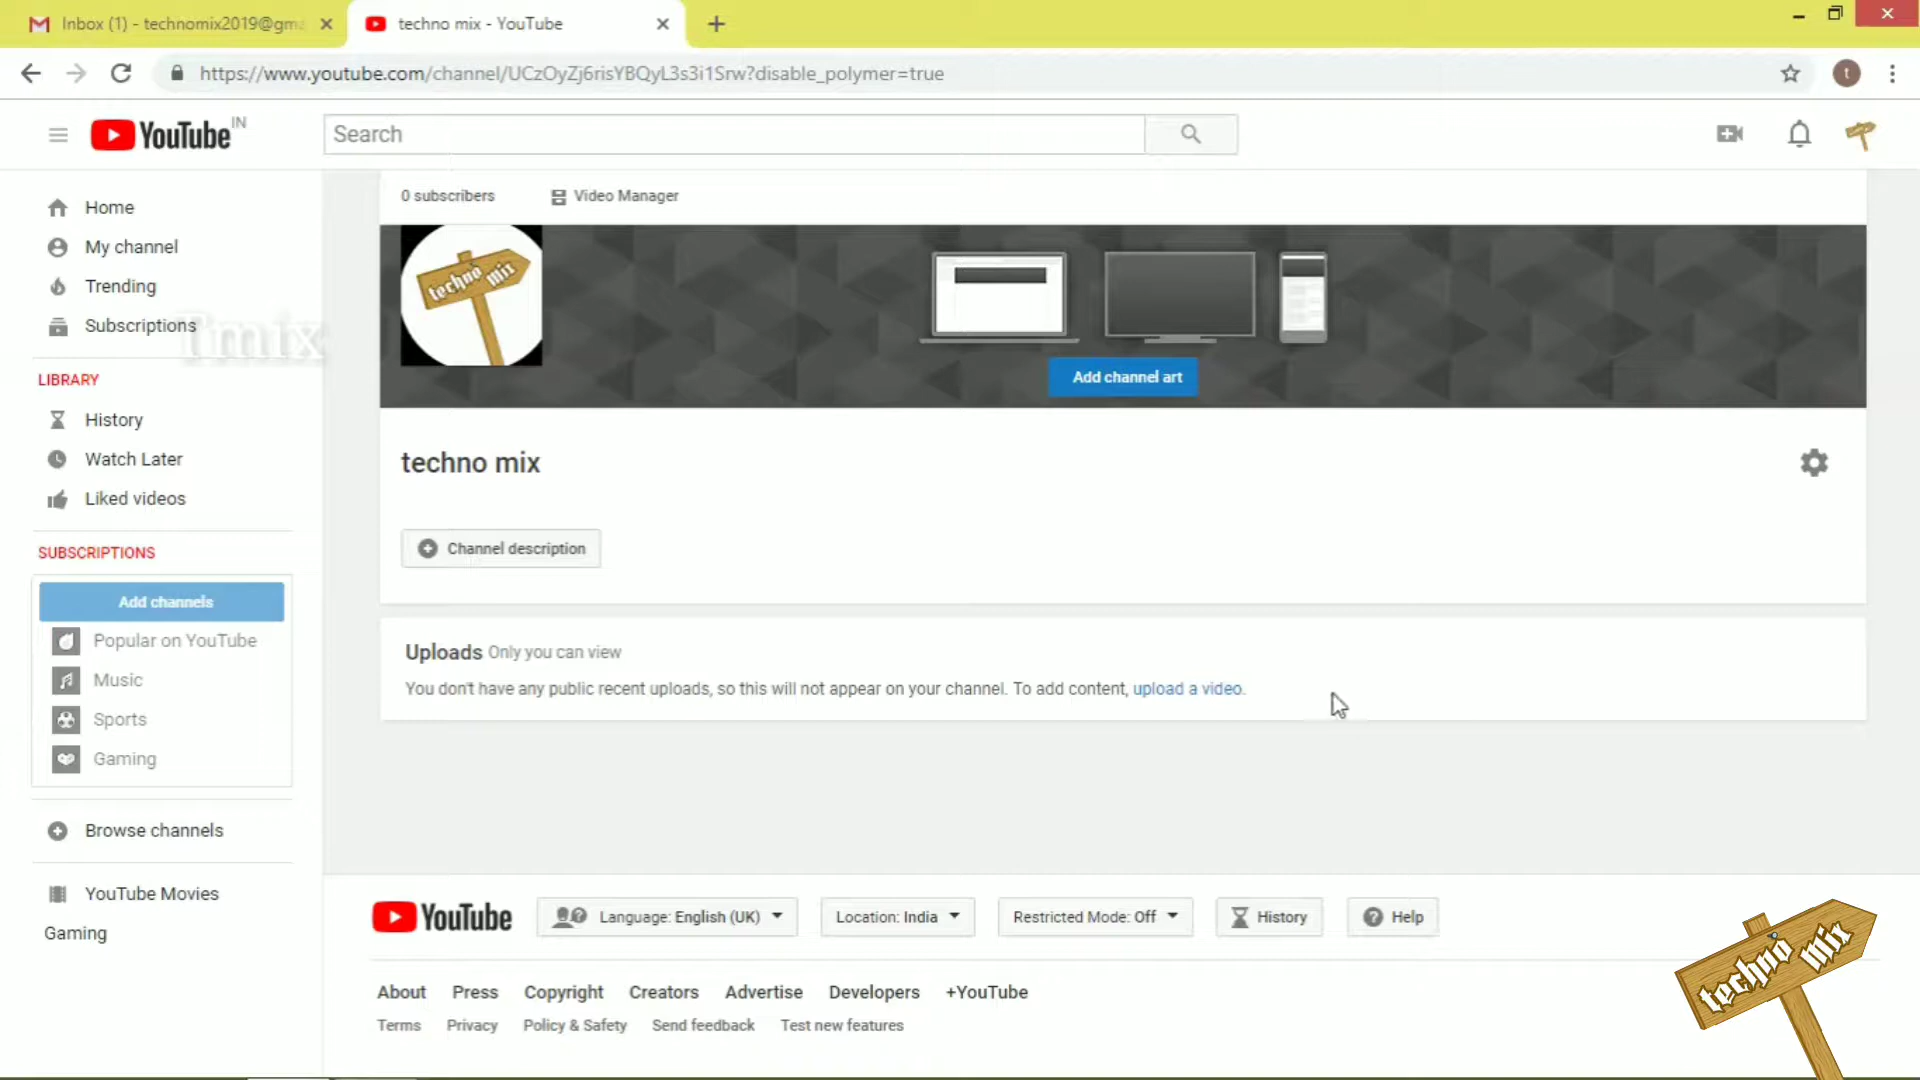 Inbox (1) - technomix2019@gm
techno mix - YouTube
https://www.youtube.com/channel/UCzOyZj6risYBQyL3s3i1Srw?disable_polymer=true
t
YouTube IN
Search
Home
My channel
Trending
Subscriptions
Tmix
LIBRARY
History
Watch Later
Liked videos
SUBSCRIPTIONS
Add channels
Popular on YouTube
Music
Sports
Gaming
Browse channels
YouTube Movies
Gaming
0 subscribers Video Manager
techno mix
Add channel art
techno mix
Channel description
Uploads Only you can view
You don't have any public recent uploads, so this will not appear on your channel. To add content, upload a video.
YouTube Language: English (UK) Location: India Restricted Mode: Off History Help
About Press Copyright Creators Advertise Developers +YouTube
Terms Privacy Policy & Safety Send feedback Test new features
techno mix